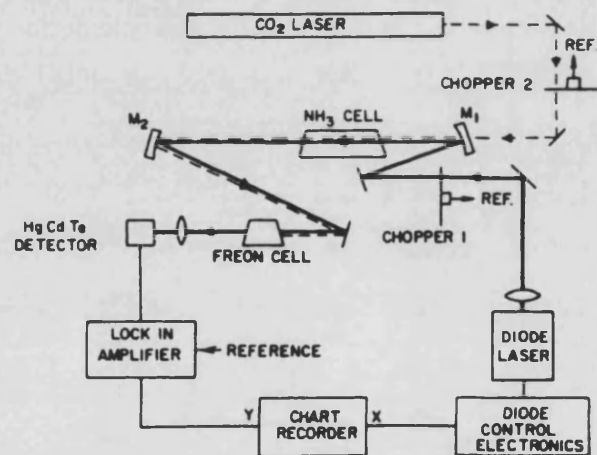 CO2 LASER
REF.
CHOPPER 2
M2
NH3 CELL
M1
REF.
CHOPPER 1
Hg Cd Te
DETECTOR
FREON CELL
LOCK IN
AMPLIFIER
REFERENCE
DIODE
LASER
Y
CHART
RECORDER
X
DIODE
CONTROL
ELECTRONICS